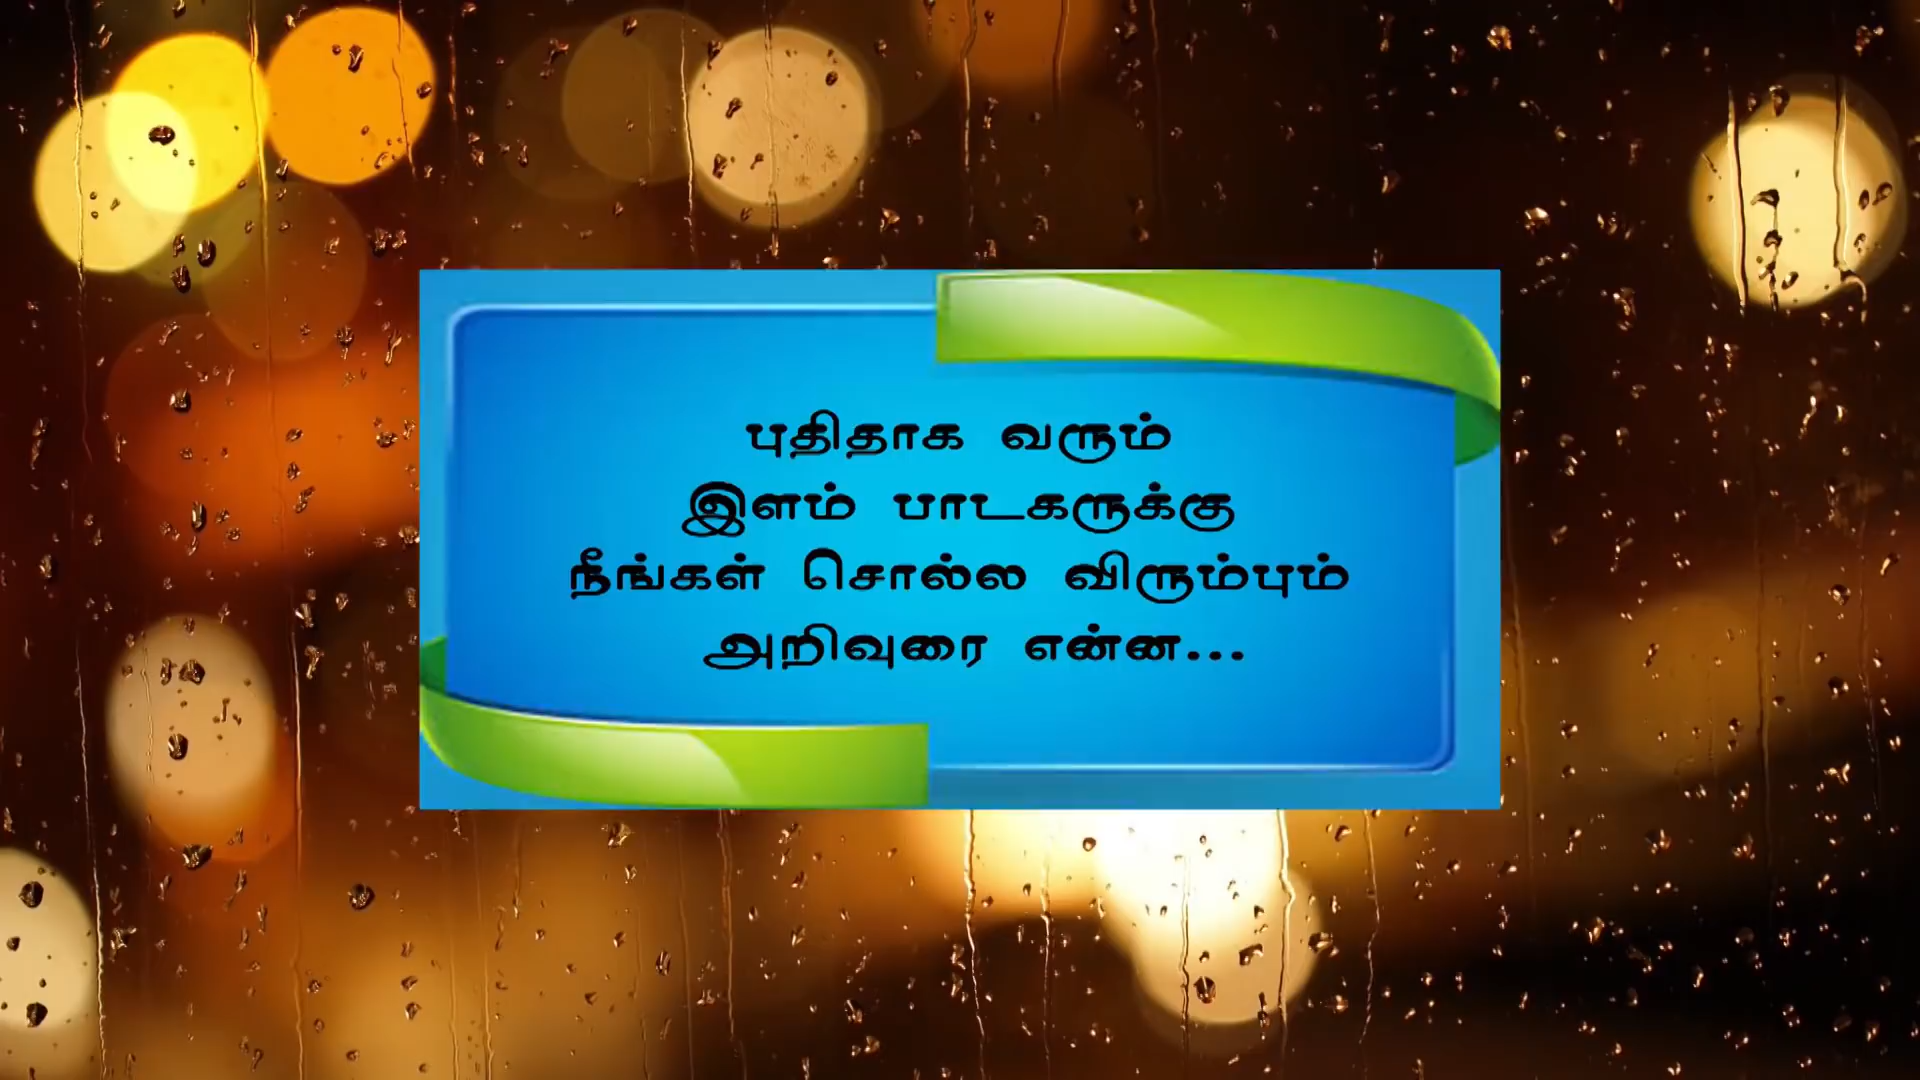 புதிதாக வரும்
இளம் பாடகருக்கு
நீங்கள் சொல்ல விரும்பும்
அறிவுரை என்ன...